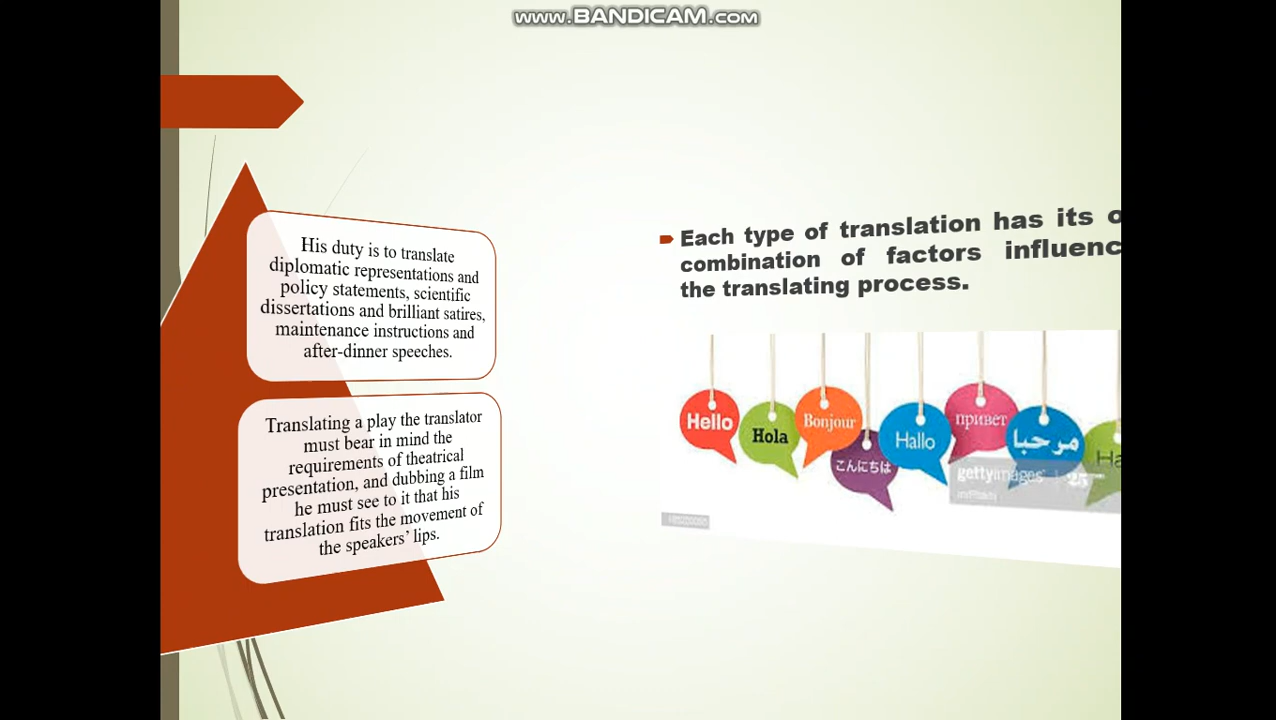 www.BANDICAM.com
His duty is to translate
diplomatic representations and
policy statements, scientific
dissertations and brilliant satires,
maintenance instructions and
after-dinner speeches.
Translating a play the translator
must bear in mind the
requirements of theatrical
presentation, and dubbing a film
he must see to it that his
translation fits the movement of
the speakers' lips.
Each type of translation has its
combination of factors
the translating process.
Hello
Hola
Bonjour
こんにちは
Hallo
привет
مرحبا
gettyimages